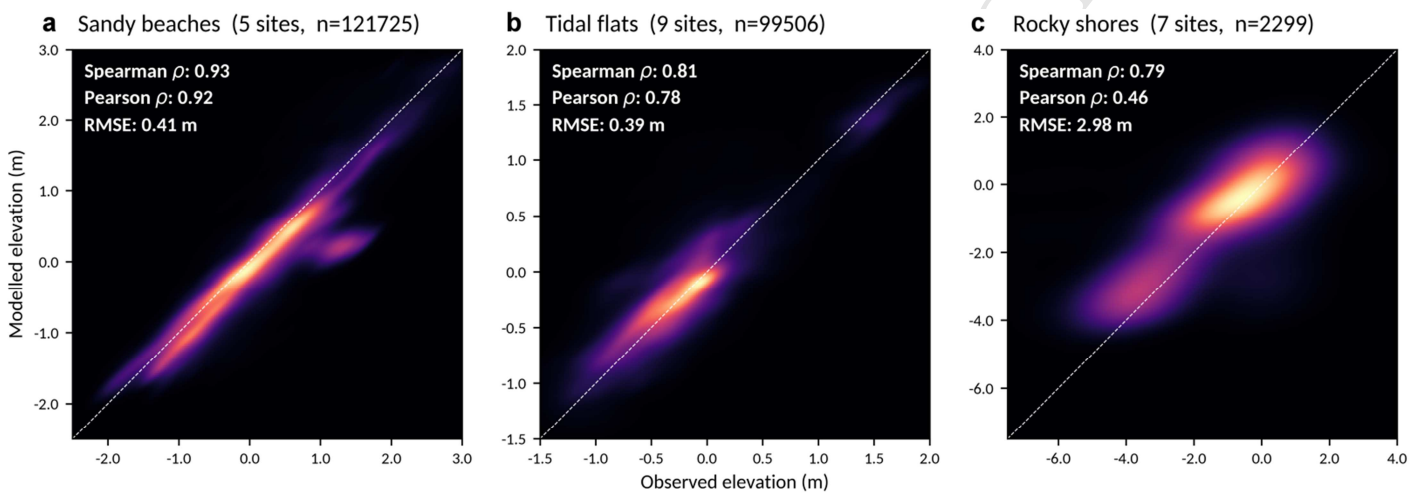 a Sandy beaches (5 sites, n=121725)
Spearman ρ: 0.93
Pearson ρ: 0.92
RMSE: 0.41 m
3.0
2.0
1.0
0.0
-1.0
-2.0
-2.0 -1.0 0.0 1.0 2.0 3.0
Modelled elevation (m)
b Tidal flats (9 sites, n=99506)
Spearman ρ: 0.81
Pearson ρ: 0.78
RMSE: 0.39 m
2.0
1.5
1.0
0.5
0.0
-0.5
-1.0
-1.5
-1.5 -1.0 -0.5 0.0 0.5 1.0 1.5 2.0
Observed elevation (m)
c Rocky shores (7 sites, n=2299)
Spearman ρ: 0.79
Pearson ρ: 0.46
RMSE: 2.98 m
4.0
2.0
0.0
-2.0
-4.0
-6.0
-6.0 -4.0 -2.0 0.0 2.0 4.0